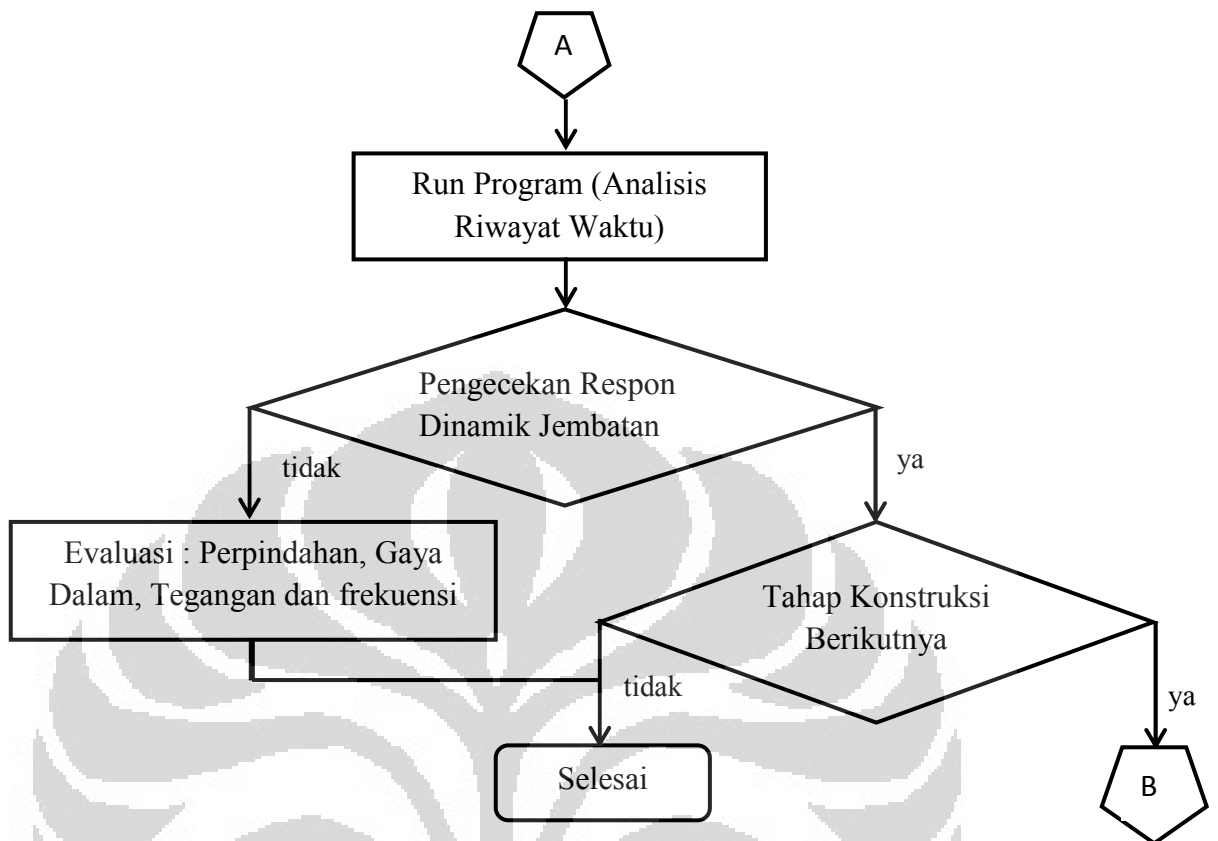 A
Run Program (Analisis
Riwayat Waktu)
Pengecekan Respon
Dinamik Jembatan
tidak
ya
Evaluasi : Perpindahan, Gaya
Dalam, Tegangan dan frekuensi
Tahap Konstruksi
Berikutnya
tidak
ya
Selesai
B